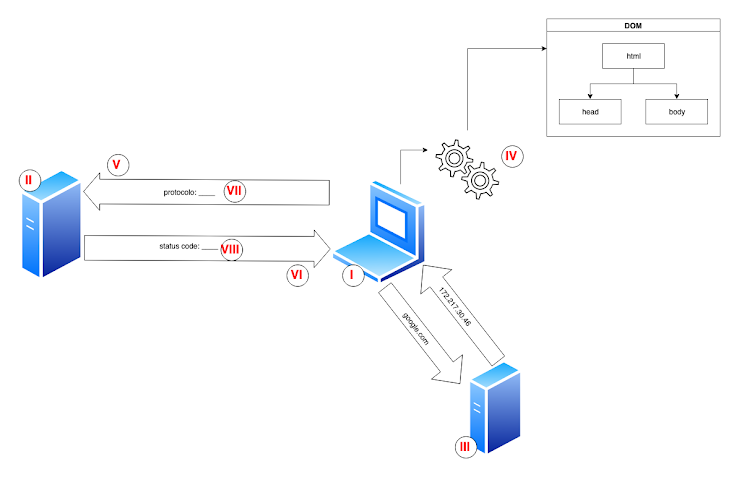 DOM
html
head
body
IV
V
II
protocolo: ____ VII
status code: ____ VIII
VI
I
google.com
172.217.30.46
III